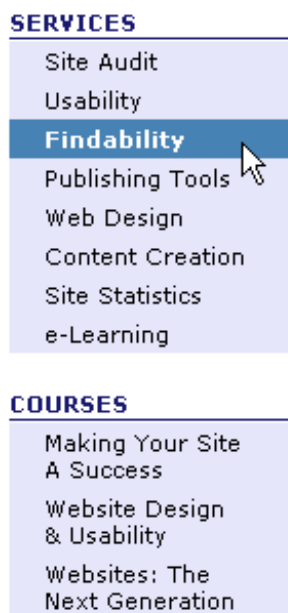 SERVICES
Site Audit
Usability
Findability
Publishing Tools
Web Design
Content Creation
Site Statistics
e-Learning
COURSES
Making Your Site
A Success
Website Design
& Usability
Websites: The
Next Generation